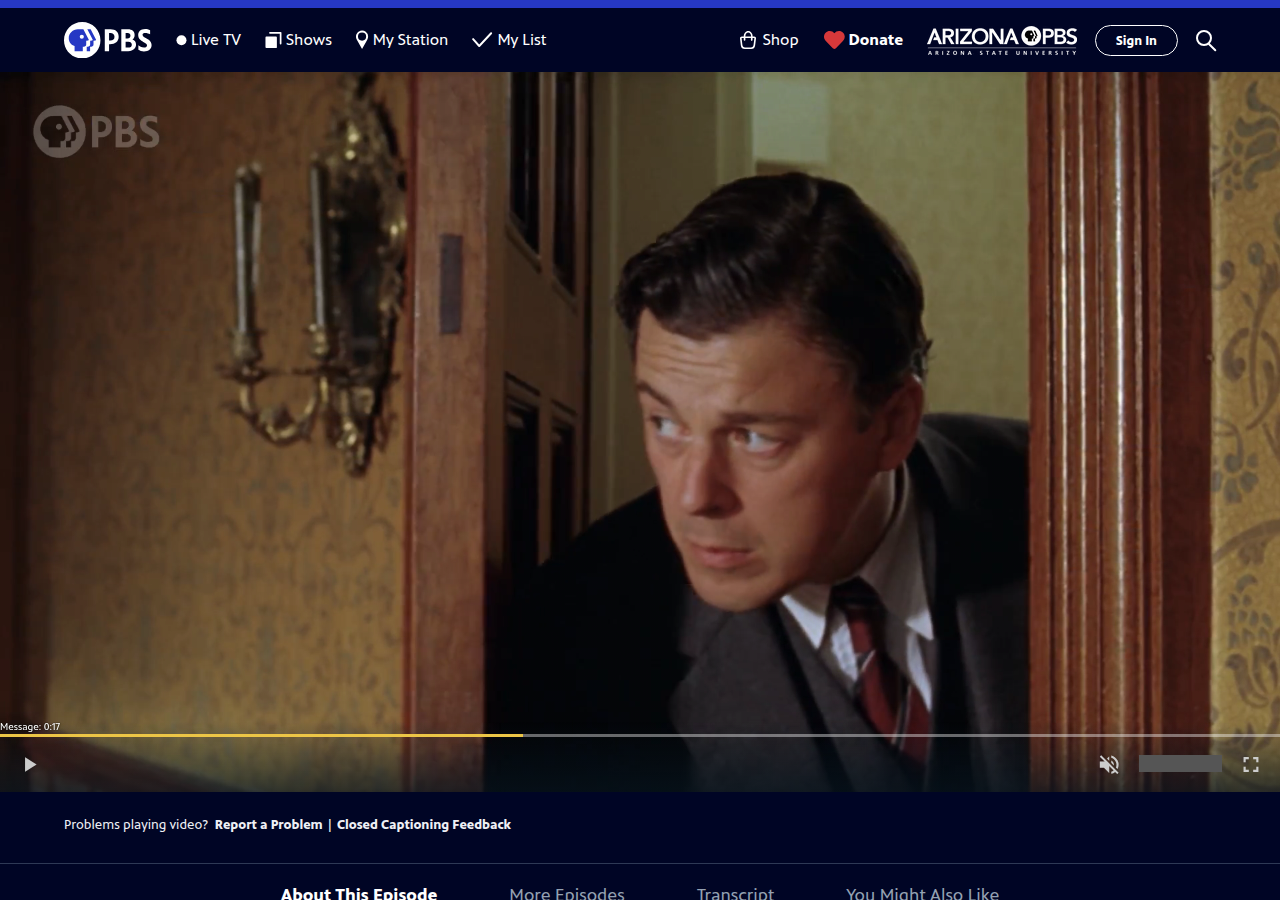 PBS
Live TV
Shows
My Station
My List
Shop
Donate
ARIZONA PBS
ARIZONA STATE UNIVERSITY
Sign In
PBS
Message: 0:17
Problems playing video? Report a Problem | Closed Captioning Feedback
About This Episode
More Episodes
Transcript
You Might Also Like